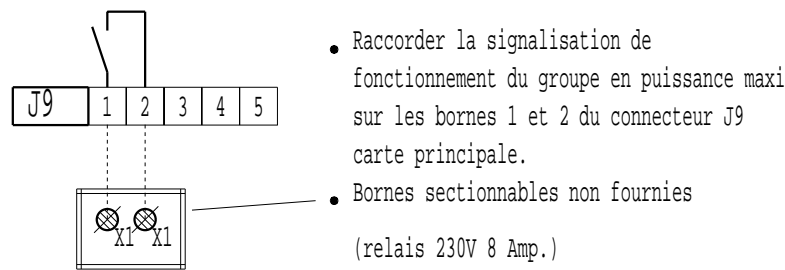 J9 1 2 3 4 5
X1 X1
Raccorder la signalisation de
fonctionnement du groupe en puissance maxi
sur les bornes 1 et 2 du connecteur J9
carte principale.
Bornes sectionnables non fournies
(relais 230V 8 Amp.)